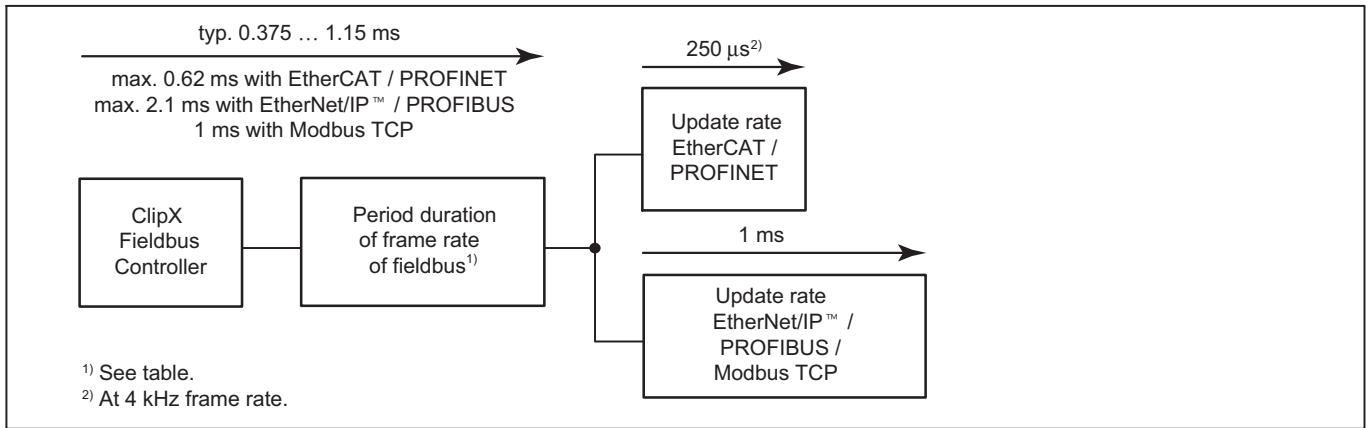 typ. 0.375 … 1.15 ms
max. 0.62 ms with EtherCAT / PROFINET
max. 2.1 ms with EtherNet/IP™ / PROFIBUS
1 ms with Modbus TCP
250 μs²⁾
Update rate
EtherCAT /
PROFINET
ClipX
Fieldbus
Controller
Period duration
of frame rate
of fieldbus¹⁾
1 ms
Update rate
EtherNet/IP™ /
PROFIBUS /
Modbus TCP
¹⁾ See table.
²⁾ At 4 kHz frame rate.